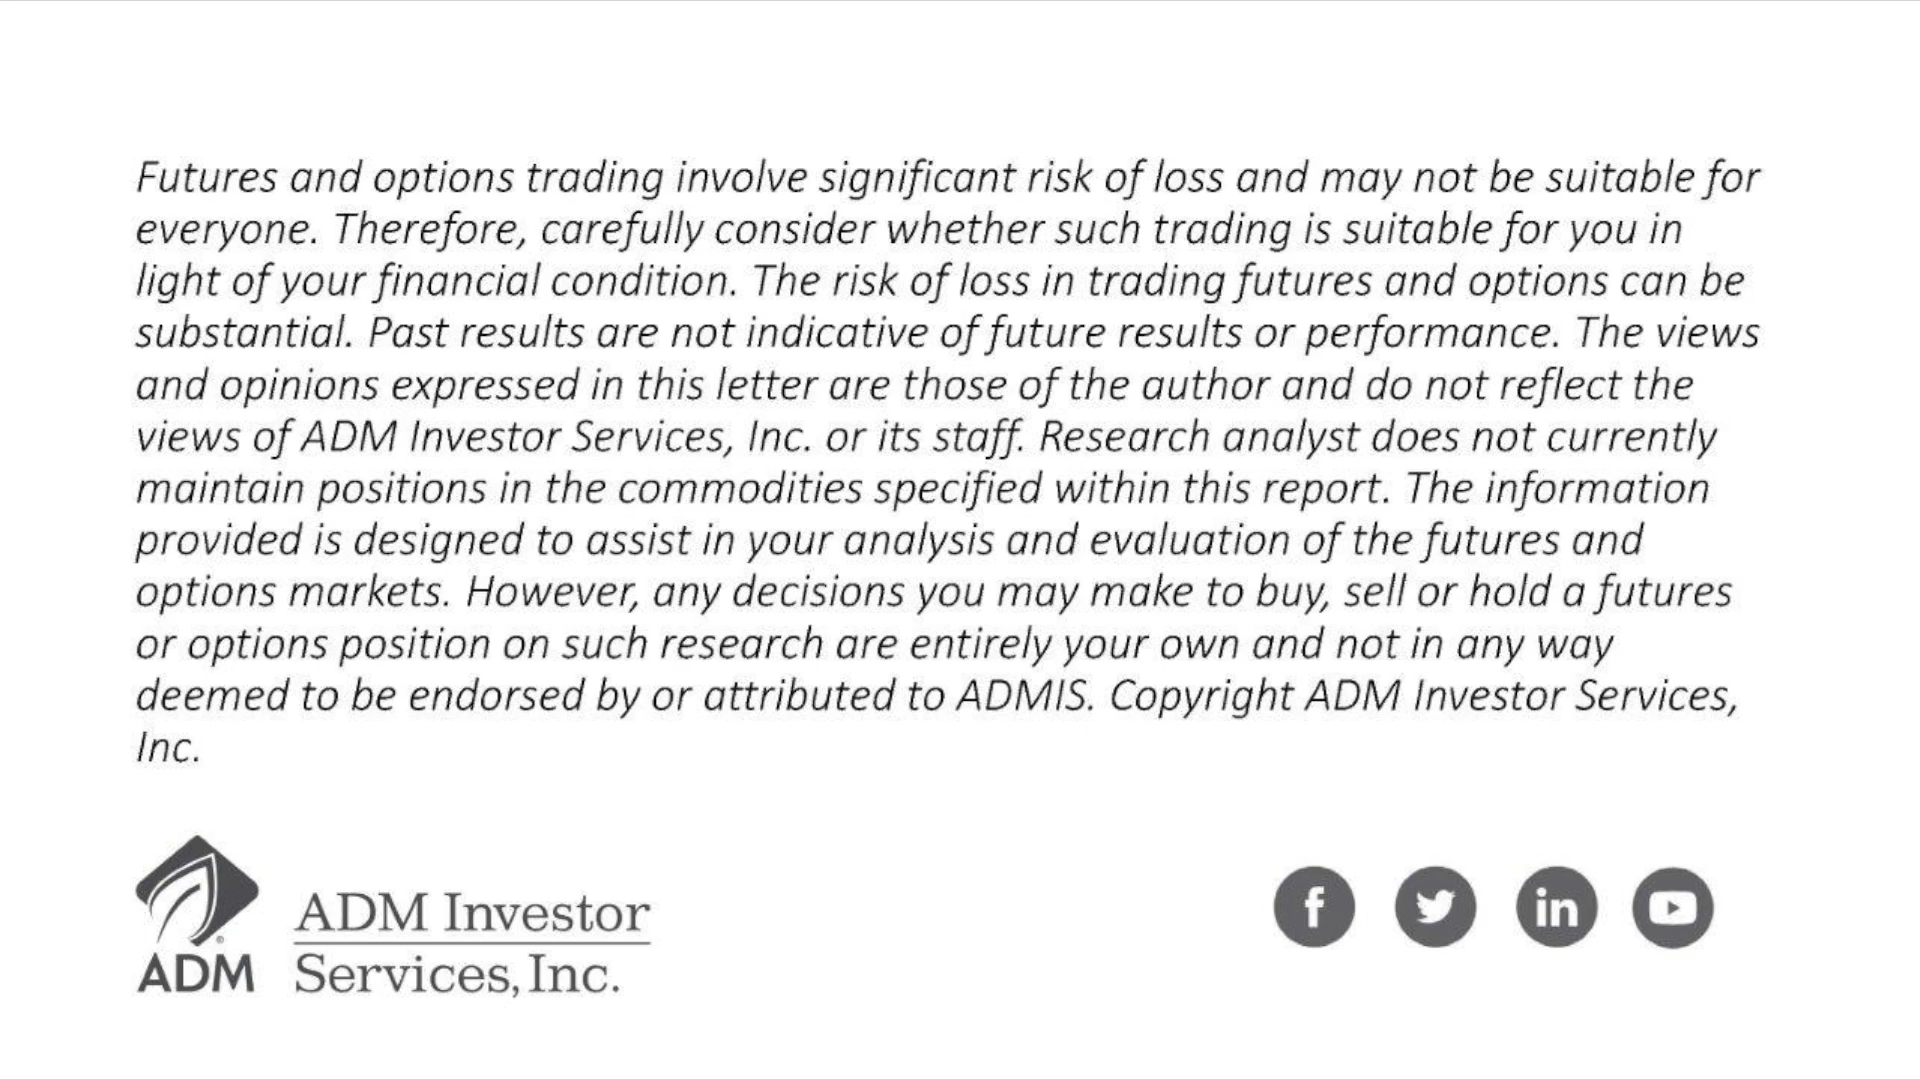 Futures and options trading involve significant risk of loss and may not be suitable for
everyone. Therefore, carefully consider whether such trading is suitable for you in
light of your financial condition. The risk of loss in trading futures and options can be
substantial. Past results are not indicative of future results or performance. The views
and opinions expressed in this letter are those of the author and do not reflect the
views of ADM Investor Services, Inc. or its staff. Research analyst does not currently
maintain positions in the commodities specified within this report. The information
provided is designed to assist in your analysis and evaluation of the futures and
options markets. However, any decisions you may make to buy, sell or hold a futures
or options position on such research are entirely your own and not in any way
deemed to be endorsed by or attributed to ADMIS. Copyright ADM Investor Services,
Inc.
ADM
ADM Investor
Services, Inc.
f
in